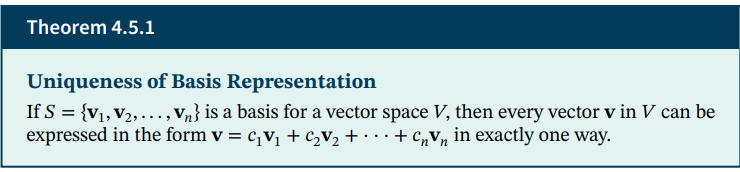 Theorem 4.5.1
Uniqueness of Basis Representation
If S = {v₁, v₂, . . . , vₙ} is a basis for a vector space V, then every vector v in V can be
expressed in the form v = c₁v₁ + c₂v₂ + · · · + cₙvₙ in exactly one way.